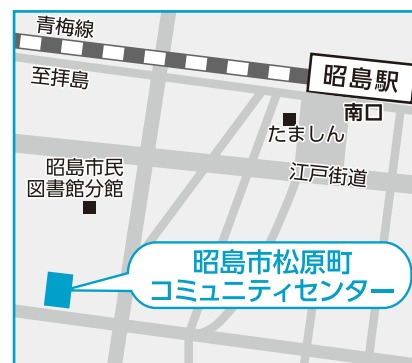 青梅線
至拝島
昭島駅
南口
たましん
江戸街道
昭島市民
図書館分館
昭島市松原町
コミュニティセンター